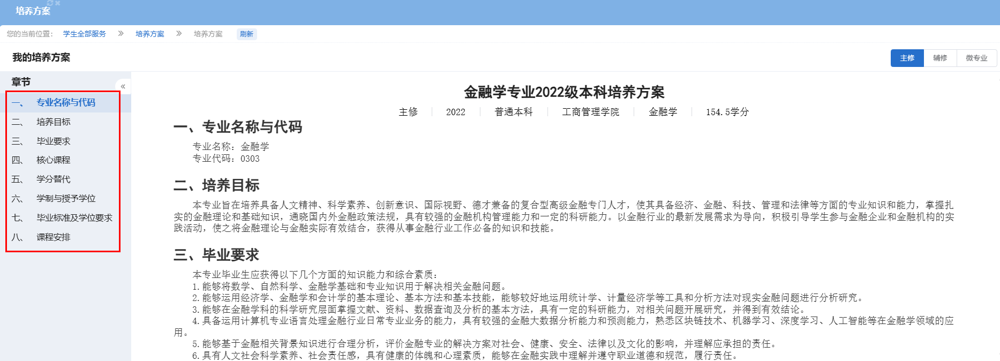 培养方案
您的当前位置： 学生全部服务 » 培养方案 » 培养方案 刷新
我的培养方案
主修 辅修 微专业
章节 «
一、 专业名称与代码
二、 培养目标
三、 毕业要求
四、 核心课程
五、 学分替代
六、 学制与授予学位
七、 毕业标准及学位要求
八、 课程安排
金融学专业2022级本科培养方案
主修 | 2022 | 普通本科 | 工商管理学院 | 金融学 | 154.5学分
一、专业名称与代码
专业名称：金融学
专业代码：0303
二、培养目标
本专业旨在培养具备人文精神、科学素养、创新意识、国际视野、德才兼备的复合型高级金融专门人才，使其具备经济、金融、科技、管理和法律等方面的专业知识和能力，掌握扎
实的金融理论和基础知识，通晓国内外金融政策法规，具有较强的金融机构管理能力和一定的科研能力。以金融行业的最新发展需求为导向，积极引导学生参与金融企业和金融机构的实
践活动，使之将金融理论与金融实际有效结合，获得从事金融行业工作必备的知识和技能。
三、毕业要求
本专业毕业生应获得以下几个方面的知识能力和综合素质：
1.能够将数学、自然科学、金融学基础和专业知识用于解决相关金融问题。
2.能够运用经济学、金融学和会计学的基本理论、基本方法和基本技能，能够较好地运用统计学、计量经济学等工具和分析方法对现实金融问题进行分析研究。
3.能够在金融学科的科学研究层面掌握文献、资料、数据查询及分析的基本方法，具有一定的科研能力，对相关问题开展研究，并得到有效结论。
4.具备运用计算机专业语言处理金融行业日常专业业务的能力，具有较强的金融大数据分析能力和预测能力，熟悉区块链技术、机器学习、深度学习、人工智能等在金融学领域的应
用。
5.能够基于金融相关背景知识进行合理分析，评价金融专业的解决方案对社会、健康、安全、法律以及文化的影响，并理解应承担的责任。
6.具有人文社会科学素养、社会责任感，具有健康的体魄和心理素质，能够在金融实践中理解并遵守职业道德和规范，履行责任。